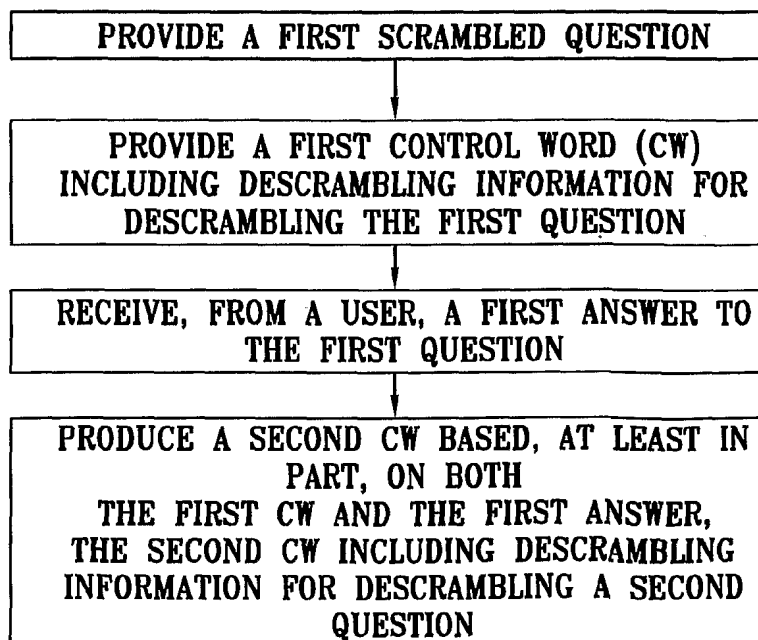 PROVIDE A FIRST SCRAMBLED QUESTION
PROVIDE A FIRST CONTROL WORD (CW)
INCLUDING DESCRAMBLING INFORMATION FOR
DESCRAMBLING THE FIRST QUESTION
RECEIVE, FROM A USER, A FIRST ANSWER TO
THE FIRST QUESTION
PRODUCE A SECOND CW BASED, AT LEAST IN
PART, ON BOTH
THE FIRST CW AND THE FIRST ANSWER,
THE SECOND CW INCLUDING DESCRAMBLING
INFORMATION FOR DESCRAMBLING A SECOND
QUESTION